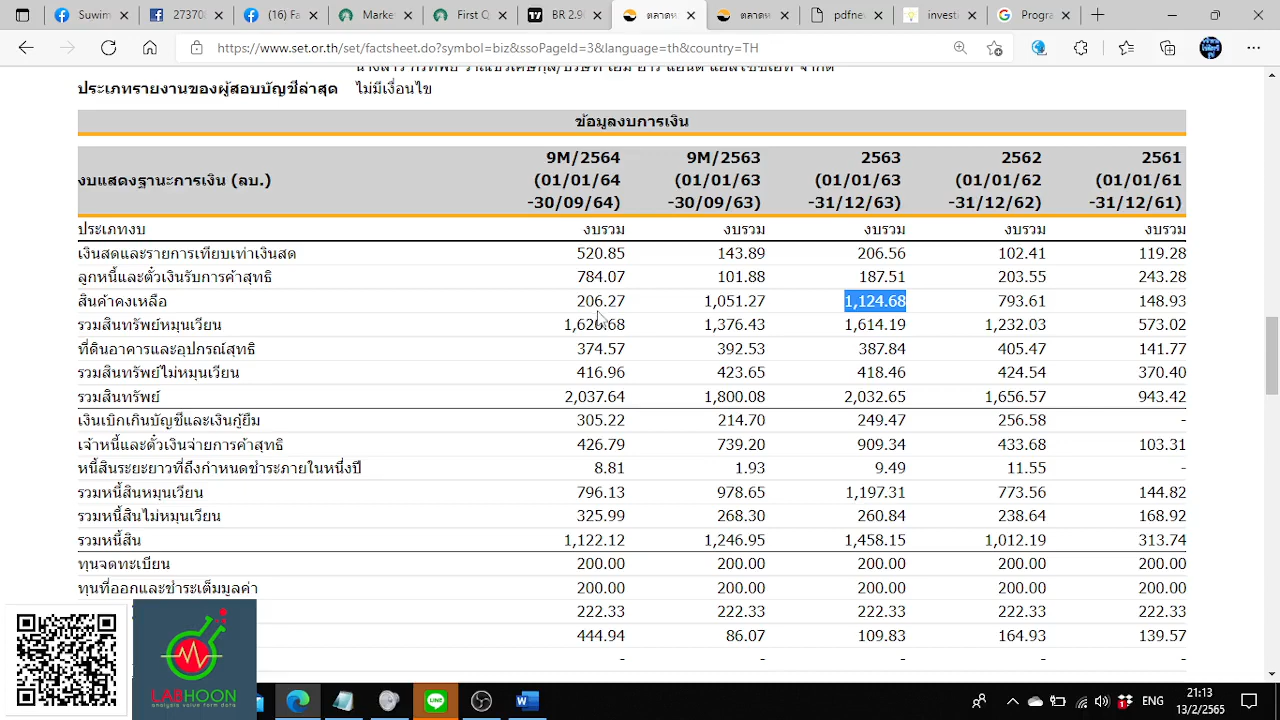 Swim
27370
(16)
Market
First Q
BR 2.9
ตลาดห
ตลาดห
pdfne
invest
Progra
https://www.set.or.th/set/factsheet.do?symbol=biz&ssoPageId=3&language=th&country=TH
ประเภทรายงานของผู้สอบบัญชีล่าสุด ไม่มีเงื่อนไข
ข้อมูลงบการเงิน
งบแสดงฐานะการเงิน (ลบ.) 9M/2564 (01/01/64 -30/09/64) 9M/2563 (01/01/63 -30/09/63) 2563 (01/01/63 -31/12/63) 2562 (01/01/62 -31/12/62) 2561 (01/01/61 -31/12/61)
ประเภทงบ งบรวม งบรวม งบรวม งบรวม งบรวม
เงินสดและรายการเทียบเท่าเงินสด 520.85 143.89 206.56 102.41 119.28
ลูกหนี้และตั๋วเงินรับการค้าสุทธิ 784.07 101.88 187.51 203.55 243.28
สินค้าคงเหลือ 206.27 1,051.27 1,124.68 793.61 148.93
รวมสินทรัพย์หมุนเวียน 1,620.68 1,376.43 1,614.19 1,232.03 573.02
ที่ดินอาคารและอุปกรณ์สุทธิ 374.57 392.53 387.84 405.47 141.77
รวมสินทรัพย์ไม่หมุนเวียน 416.96 423.65 418.46 424.54 370.40
รวมสินทรัพย์ 2,037.64 1,800.08 2,032.65 1,656.57 943.42
เงินเบิกเกินบัญชีและเงินกู้ยืม 305.22 214.70 249.47 256.58 -
เจ้าหนี้และตั๋วเงินจ่ายการค้าสุทธิ 426.79 739.20 909.34 433.68 103.31
หนี้สินระยะยาวที่ถึงกำหนดชำระภายในหนึ่งปี 8.81 1.93 9.49 11.55 -
รวมหนี้สินหมุนเวียน 796.13 978.65 1,197.31 773.56 144.82
รวมหนี้สินไม่หมุนเวียน 325.99 268.30 260.84 238.64 168.92
รวมหนี้สิน 1,122.12 1,246.95 1,458.15 1,012.19 313.74
ทุนจดทะเบียน 200.00 200.00 200.00 200.00 200.00
ทุนที่ออกและชำระเต็มมูลค่า 200.00 200.00 200.00 200.00 200.00
222.33 222.33 222.33 222.33 222.33
444.94 86.07 109.83 164.93 139.57
- - - - -
LABHOON
analysis value form data
ENG
21:13
13/2/2565